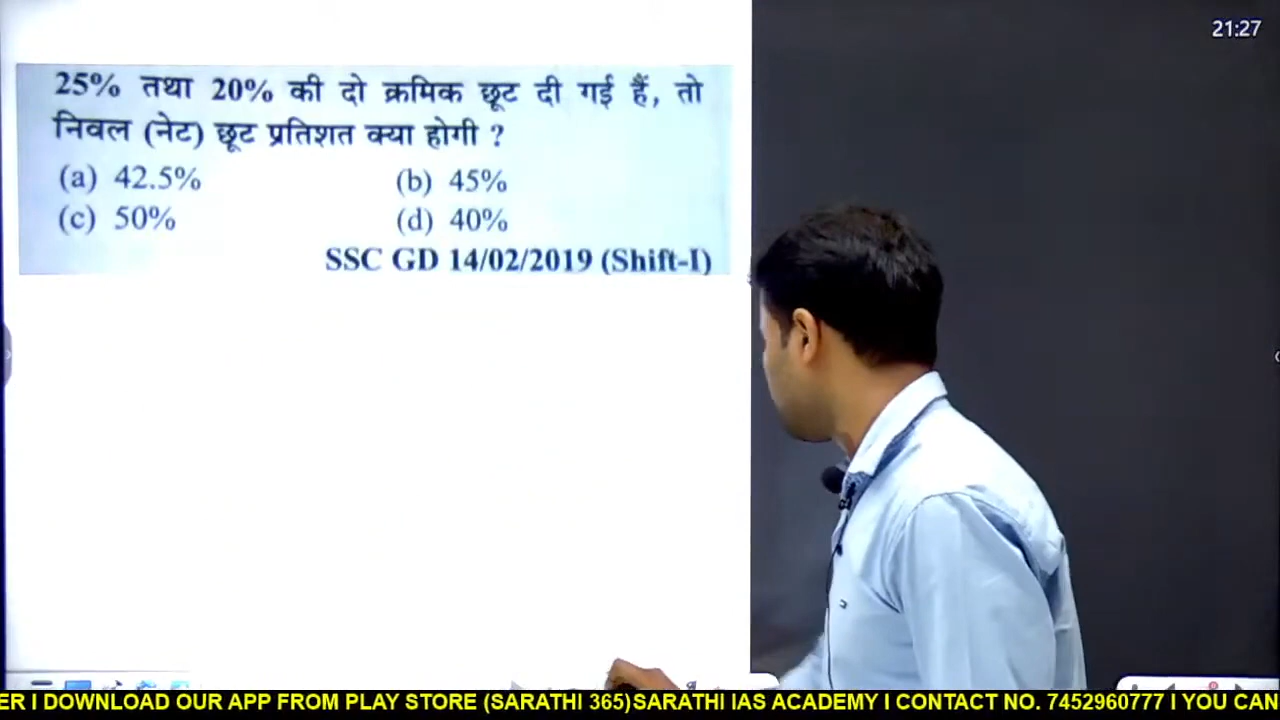 21:27
25% तथा 20% की दो क्रमिक छूट दी गई हैं, तो
निवल (नेट) छूट प्रतिशत क्या होगी ?
(a) 42.5% (b) 45%
(c) 50% (d) 40%
SSC GD 14/02/2019 (Shift-I)
ER I DOWNLOAD OUR APP FROM PLAY STORE (SARATHI 365)SARATHI IAS ACADEMY I CONTACT NO. 7452960777 I YOU CAN